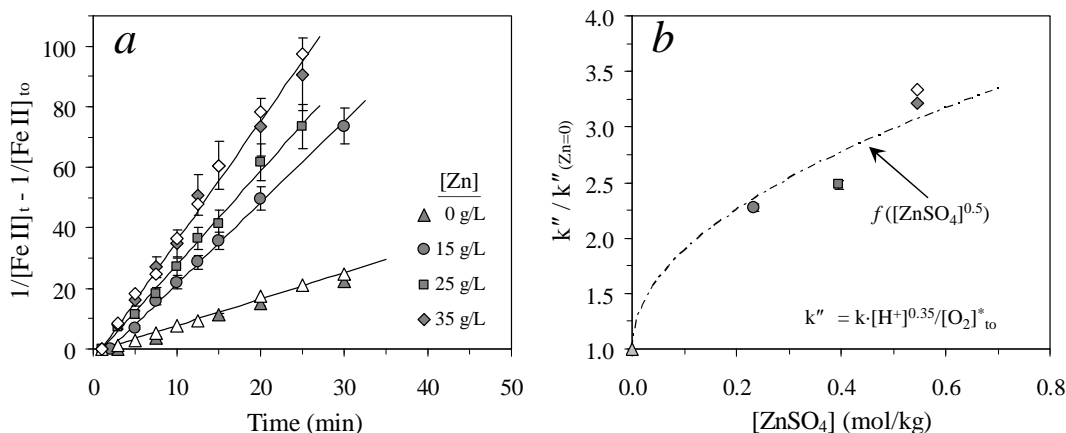 a
1/[Fe II]t - 1/[Fe II]to
100
80
60
40
20
0
0 10 20 30 40
Time (min)
[Zn]
0 g/L
15 g/L
25 g/L
35 g/L
b
k″ / k″(Zn=0)
4.0
3.5
3.0
2.5
2.0
1.5
1.0
f([ZnSO4]^0.5)
k″ = k·[H+]^0.35/[O2]*to
0.0 0.2 0.4 0.6 0.8
[ZnSO4] (mol/kg)